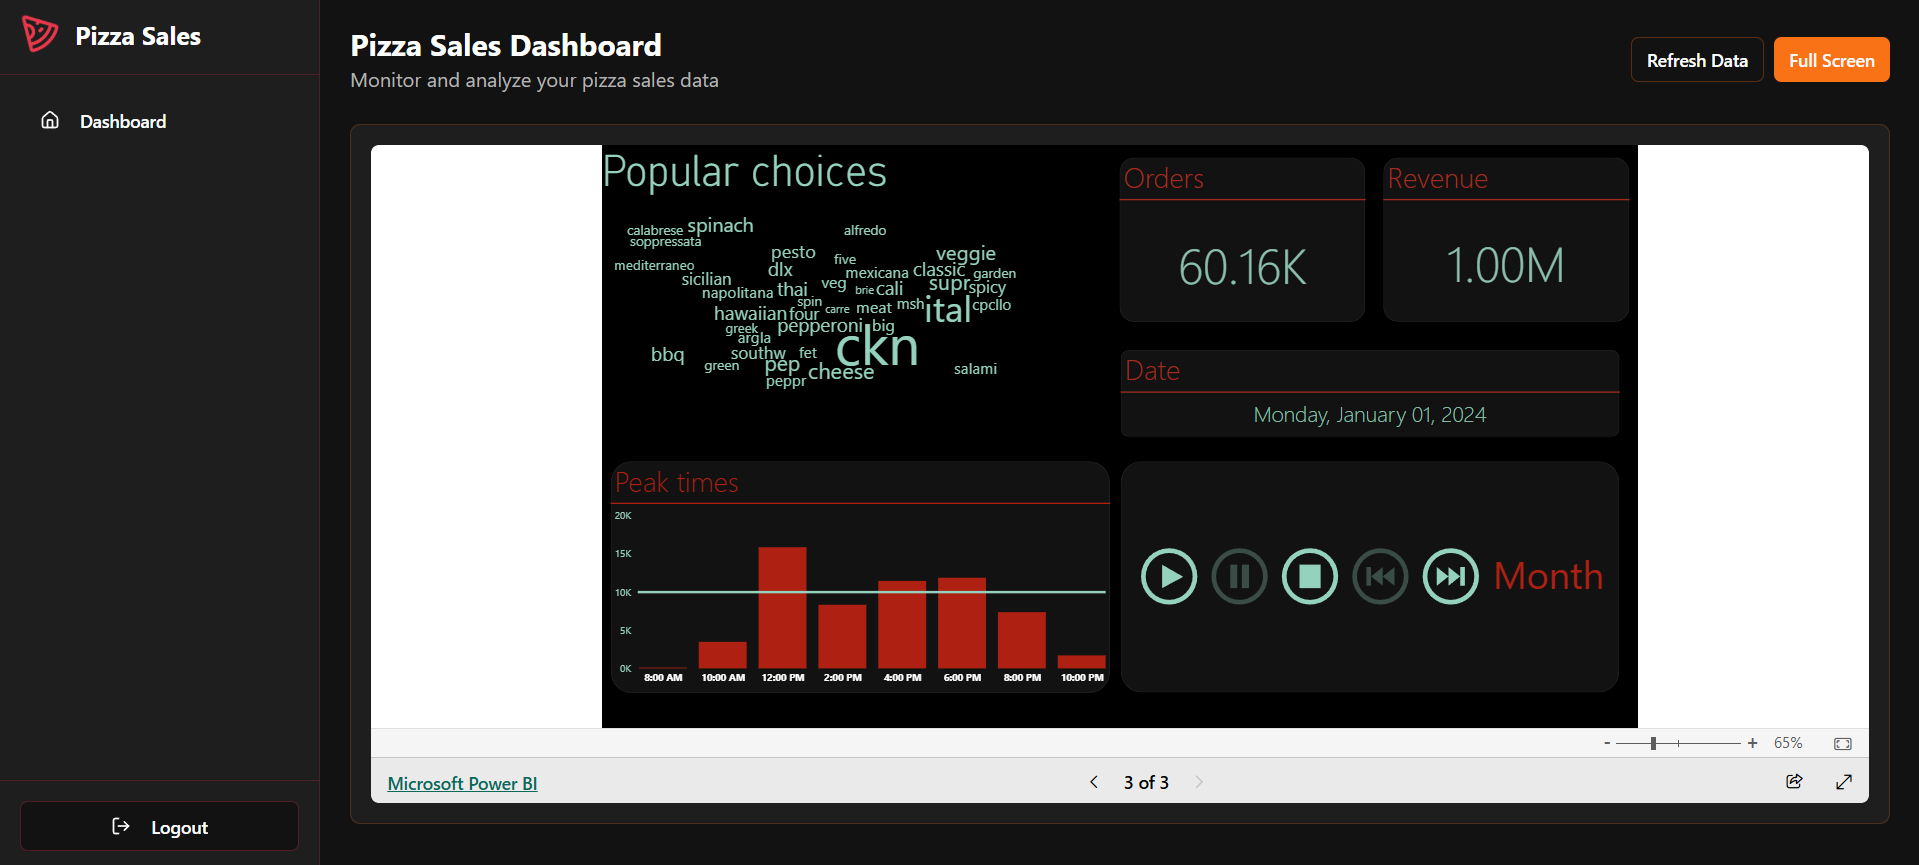 Pizza Sales
Dashboard
Logout
Pizza Sales Dashboard
Monitor and analyze your pizza sales data
Refresh Data
Full Screen
Popular choices
calabrese spinach alfredo
soppressata
pesto five veggie
mediterraneo dlx mexicana classic garden
sicilian veg brie cali supr spicy
napolitana thai
spin carre meat msh ital cpcllo
hawaiian four
greek pepperoni big
argla ckn
bbq southw fet
green pep cheese salami
peppr
Orders
60.16K
Revenue
1.00M
Date
Monday, January 01, 2024
Peak times
20K
15K
10K
5K
0K
8:00 AM 10:00 AM 12:00 PM 2:00 PM 4:00 PM 6:00 PM 8:00 PM 10:00 PM
Month
- + 65%
Microsoft Power BI
3 of 3